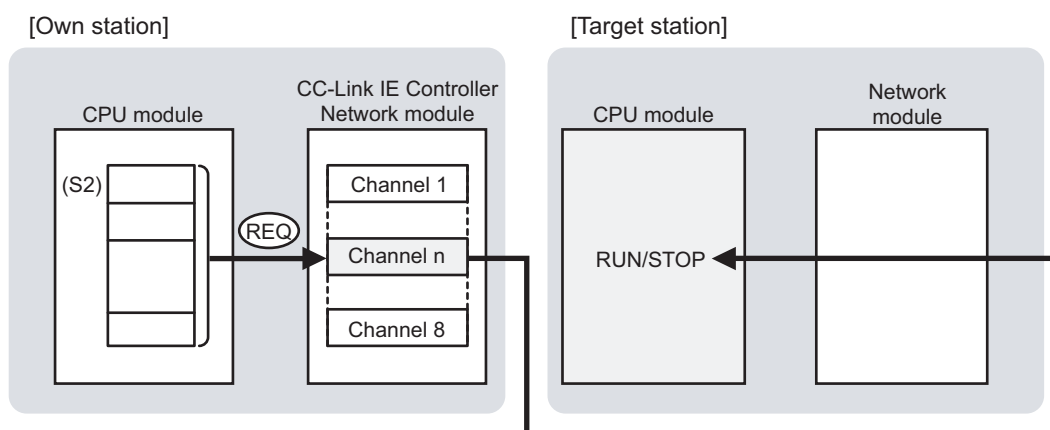 [Own station]
CPU module
(S2)
REQ
CC-Link IE Controller
Network module
Channel 1
Channel n
Channel 8
[Target station]
CPU module
RUN/STOP
Network
module